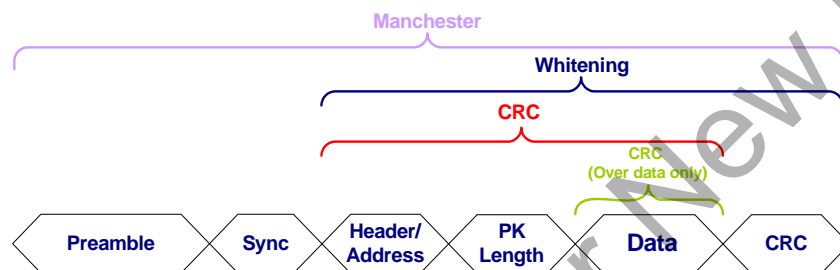 Manchester
Whitening
CRC
CRC
(Over data only)
Preamble
Sync
Header/
Address
PK
Length
Data
CRC
New